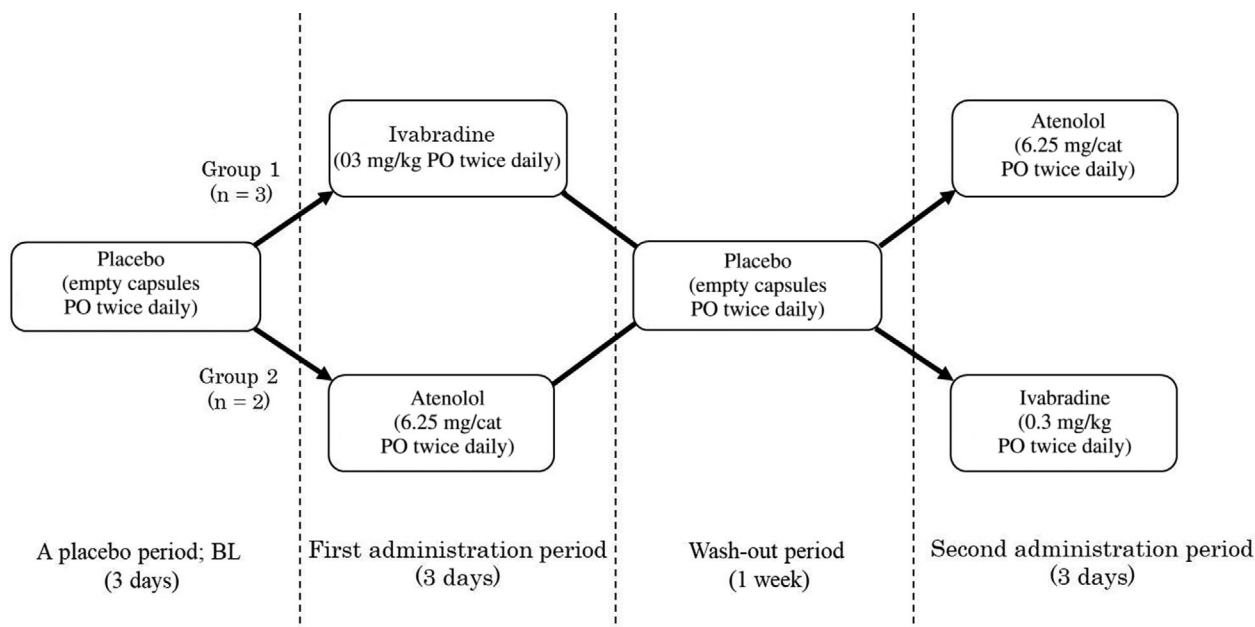 Placebo
(empty capsules
PO twice daily)
Group 1
(n = 3)
Group 2
(n = 2)
Ivabradine
(03 mg/kg PO twice daily)
Atenolol
(6.25 mg/cat
PO twice daily)
Placebo
(empty capsules
PO twice daily)
Atenolol
(6.25 mg/cat
PO twice daily)
Ivabradine
(0.3 mg/kg
PO twice daily)
A placebo period; BL
(3 days)
First administration period
(3 days)
Wash-out period
(1 week)
Second administration period
(3 days)